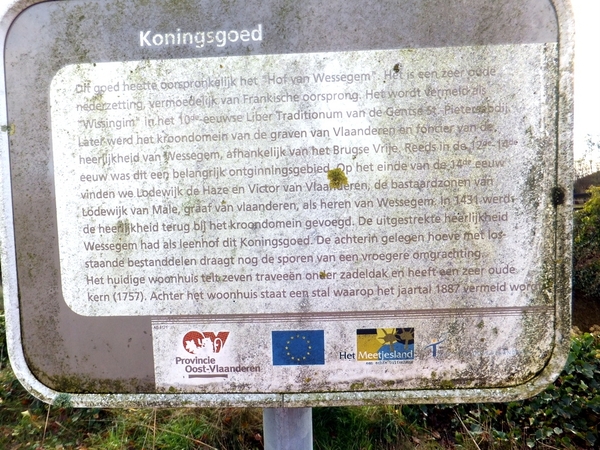 Koningsgoed
Dit goed heette oorspronkelijk het "Hof van Wessegem". Het is een zeer oude
nederzetting, vermoedelijk van Frankische oorsprong. Het wordt vermeld als
"Wissingim" in het 10de-eeuwse Liber Traditionum van de Gentse St.-Pietersabdij.
Later werd het kroondomein van de graven van Vlaanderen en foncier van de
heerlijkheid van Wessegem, afhankelijk van het Brugse Vrije. Reeds in de 12de-14de
eeuw was dit een belangrijk ontginningsgebied. Op het einde van de 14de eeuw
vinden we Lodewijk de Haze en Victor van Vlaanderen, de bastaardzonen van
Lodewijk van Male, graaf van vlaanderen, als heren van Wessegem. In 1431 werd
de heerlijkheid terug bij het kroondomein gevoegd. De uitgestrekte heerlijkheid
Wessegem had als leenhof dit Koningsgoed. De achterin gelegen hoeve met los-
staande bestanddelen draagt nog de sporen van een vroegere omgrachting.
Het huidige woonhuis telt zeven traveeën onder zadeldak en heeft een zeer oude
kern (1757). Achter het woonhuis staat een stal waarop het jaartal 1887 vermeld word
Provincie
Oost-Vlaanderen
Het Meetjesland